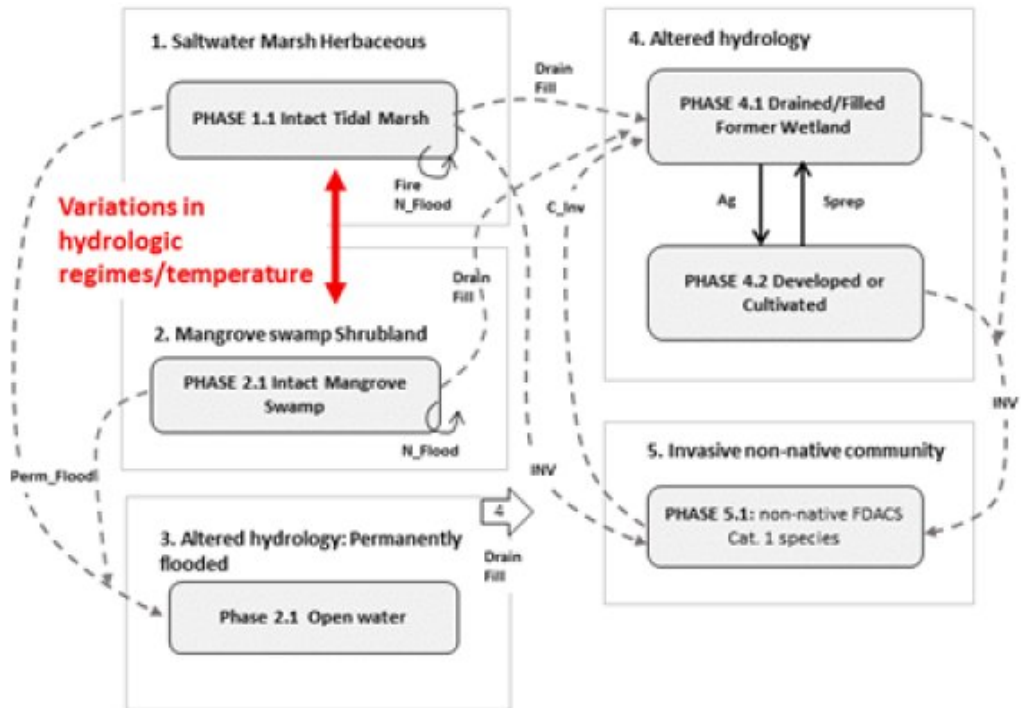 1. Saltwater Marsh Herbaceous
PHASE 1.1 Intact Tidal Marsh
Fire
N_Flood
Variations in
hydrologic
regimes/temperature
2. Mangrove swamp Shrubland
PHASE 2.1 Intact Mangrove
Swamp
N_Flood
Perm_Flood
3. Altered hydrology: Permanently
flooded
Phase 2.1 Open water
4
Drain
Fill
Drain
Fill
Drain
Fill
INV
C_Inv
4. Altered hydrology
PHASE 4.1 Drained/Filled
Former Wetland
Ag
Sprep
PHASE 4.2 Developed or
Cultivated
INV
5. Invasive non-native community
PHASE 5.1: non-native FDACS
Cat. 1 species